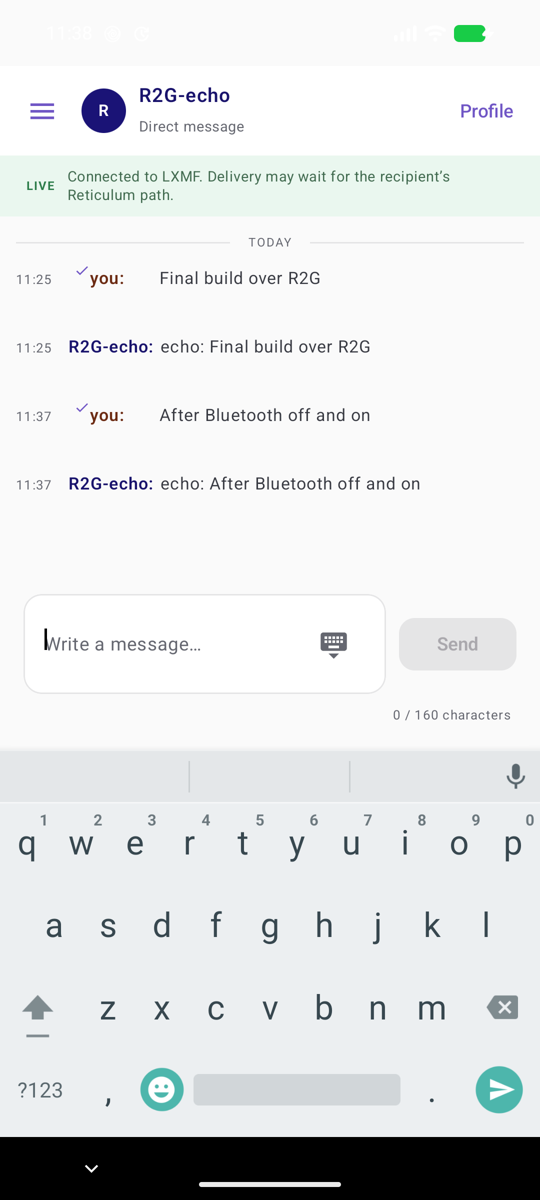 11:38
R
R2G-echo
Direct message
Profile
LIVE
Connected to LXMF. Delivery may wait for the recipient's
Reticulum path.
TODAY
11:25 you: Final build over R2G
11:25 R2G-echo: echo: Final build over R2G
11:37 you: After Bluetooth off and on
11:37 R2G-echo: echo: After Bluetooth off and on
Write a message…
Send
0 / 160 characters
1 2 3 4 5 6 7 8 9 0
q w e r t y u i o p
a s d f g h j k l
z x c v b n m
?123 , .